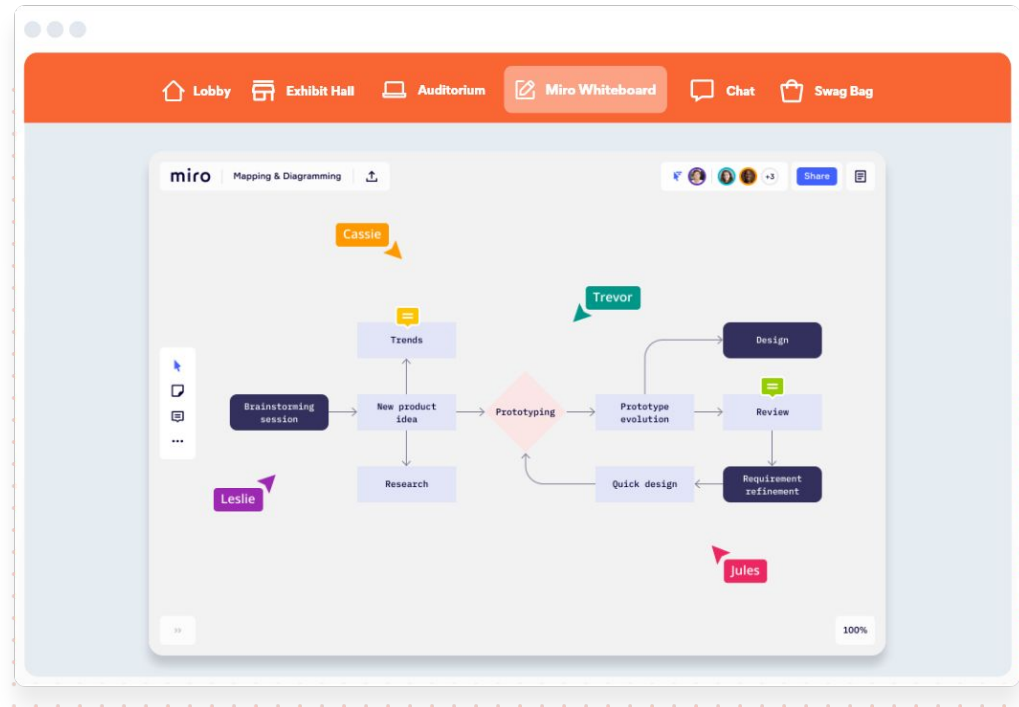 Lobby
Exhibit Hall
Auditorium
Miro Whiteboard
Chat
Swag Bag
miro
Mapping & Diagramming
+3
Share
Cassie
Trevor
Trends
Design
Brainstorming
session
New product
idea
Prototyping
Prototype
evolution
Review
Research
Quick design
Requirement
refinement
Leslie
Jules
100%